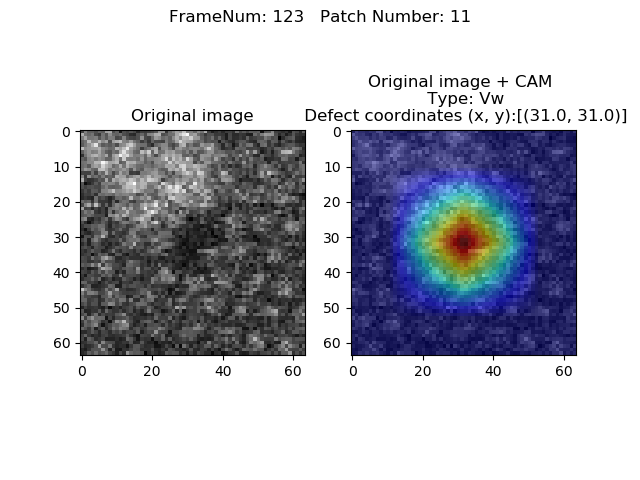 FrameNum: 123   Patch Number: 11
Original image
0
10
20
30
40
50
60
0 20 40 60
Original image + CAM
Type: Vw
Defect coordinates (x, y):[(31.0, 31.0)]
0
10
20
30
40
50
60
0 20 40 60